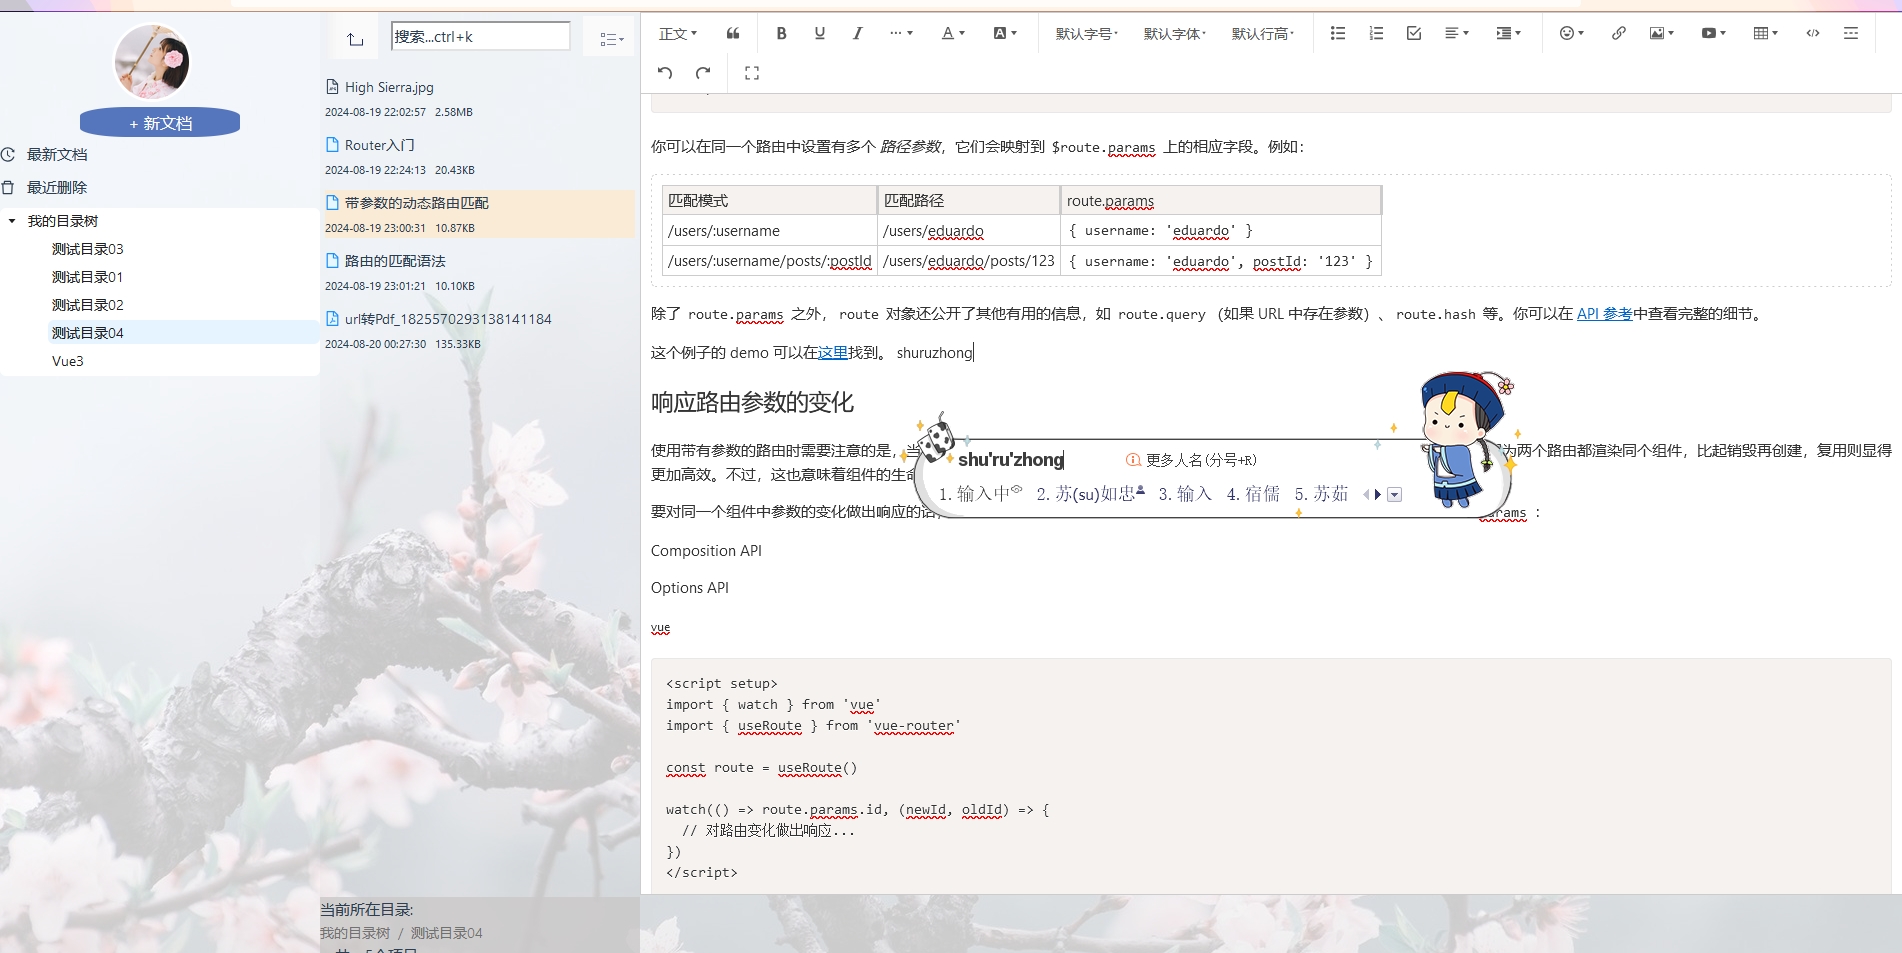 搜索...ctrl+k
+ 新文档
最新文档
最近删除
我的目录树
测试目录03
测试目录01
测试目录02
测试目录04
Vue3
High Sierra.jpg
2024-08-19 22:02:57 2.58MB
Router入门
2024-08-19 22:24:13 20.43KB
带参数的动态路由匹配
2024-08-19 23:00:31 10.87KB
路由的匹配语法
2024-08-19 23:01:21 10.10KB
url转Pdf_1825570293138141184
2024-08-20 00:27:30 135.33KB
当前所在目录:
我的目录树 / 测试目录04
正文 B U I A A 默认字号 默认字体 默认行高
你可以在同一个路由中设置有多个 路径参数，它们会映射到 $route.params 上的相应字段。例如：
匹配模式 匹配路径 route.params
/users/:username /users/eduardo { username: 'eduardo' }
/users/:username/posts/:postId /users/eduardo/posts/123 { username: 'eduardo', postId: '123' }
除了 route.params 之外，route 对象还公开了其他有用的信息，如 route.query （如果 URL 中存在参数）、route.hash 等。你可以在 API 参考中查看完整的细节。
这个例子的 demo 可以在这里找到。 shuruzhong
响应路由参数的变化
使用带有参数的路由时需要注意的是，当
为两个路由都渲染同个组件，比起销毁再创建，复用则显得
更加高效。不过，这也意味着组件的生命
shu'ru'zhong 更多人名(分号+R)
1. 输入中 2. 苏(su)如忠 3. 输入 4. 宿儒 5. 苏茹
要对同一个组件中参数的变化做出响应的话，
：
Composition API
Options API
vue
<script setup>
import { watch } from 'vue'
import { useRoute } from 'vue-router'
const route = useRoute()
watch(() => route.params.id, (newId, oldId) => {
// 对路由变化做出响应...
})
</script>